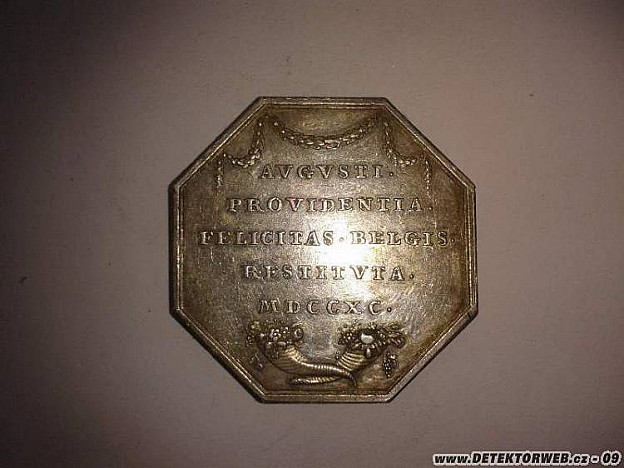 AVGVSTI.
PROVIDENTIA.
FELICITAS·BELGIS·
RESTITVTA.
MDCCXC.
www.DETEKTORWEB.cz - 09